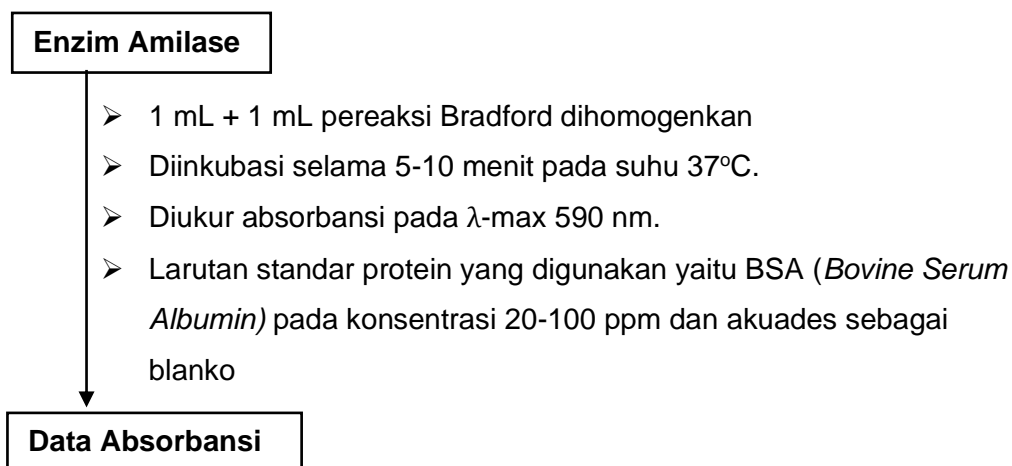 Enzim Amilase
➢ 1 mL + 1 mL pereaksi Bradford dihomogenkan
➢ Diinkubasi selama 5-10 menit pada suhu 37°C.
➢ Diukur absorbansi pada λ-max 590 nm.
➢ Larutan standar protein yang digunakan yaitu BSA (Bovine Serum
Albumin) pada konsentrasi 20-100 ppm dan akuades sebagai
blanko
Data Absorbansi